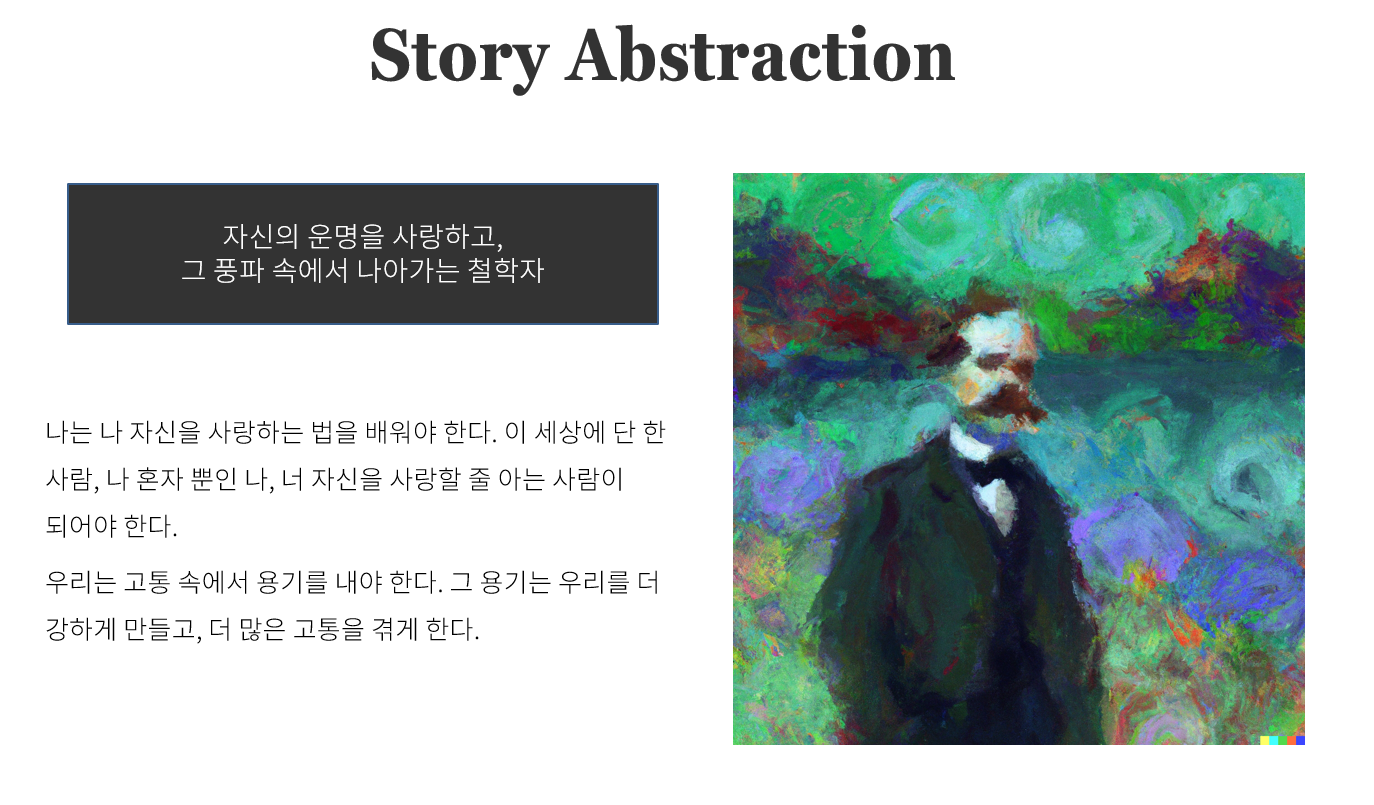 Story Abstraction
자신의 운명을 사랑하고,
그 풍파 속에서 나아가는 철학자
나는 나 자신을 사랑하는 법을 배워야 한다. 이 세상에 단 한
사람, 나 혼자 뿐인 나, 너 자신을 사랑할 줄 아는 사람이
되어야 한다.
우리는 고통 속에서 용기를 내야 한다. 그 용기는 우리를 더
강하게 만들고, 더 많은 고통을 겪게 한다.